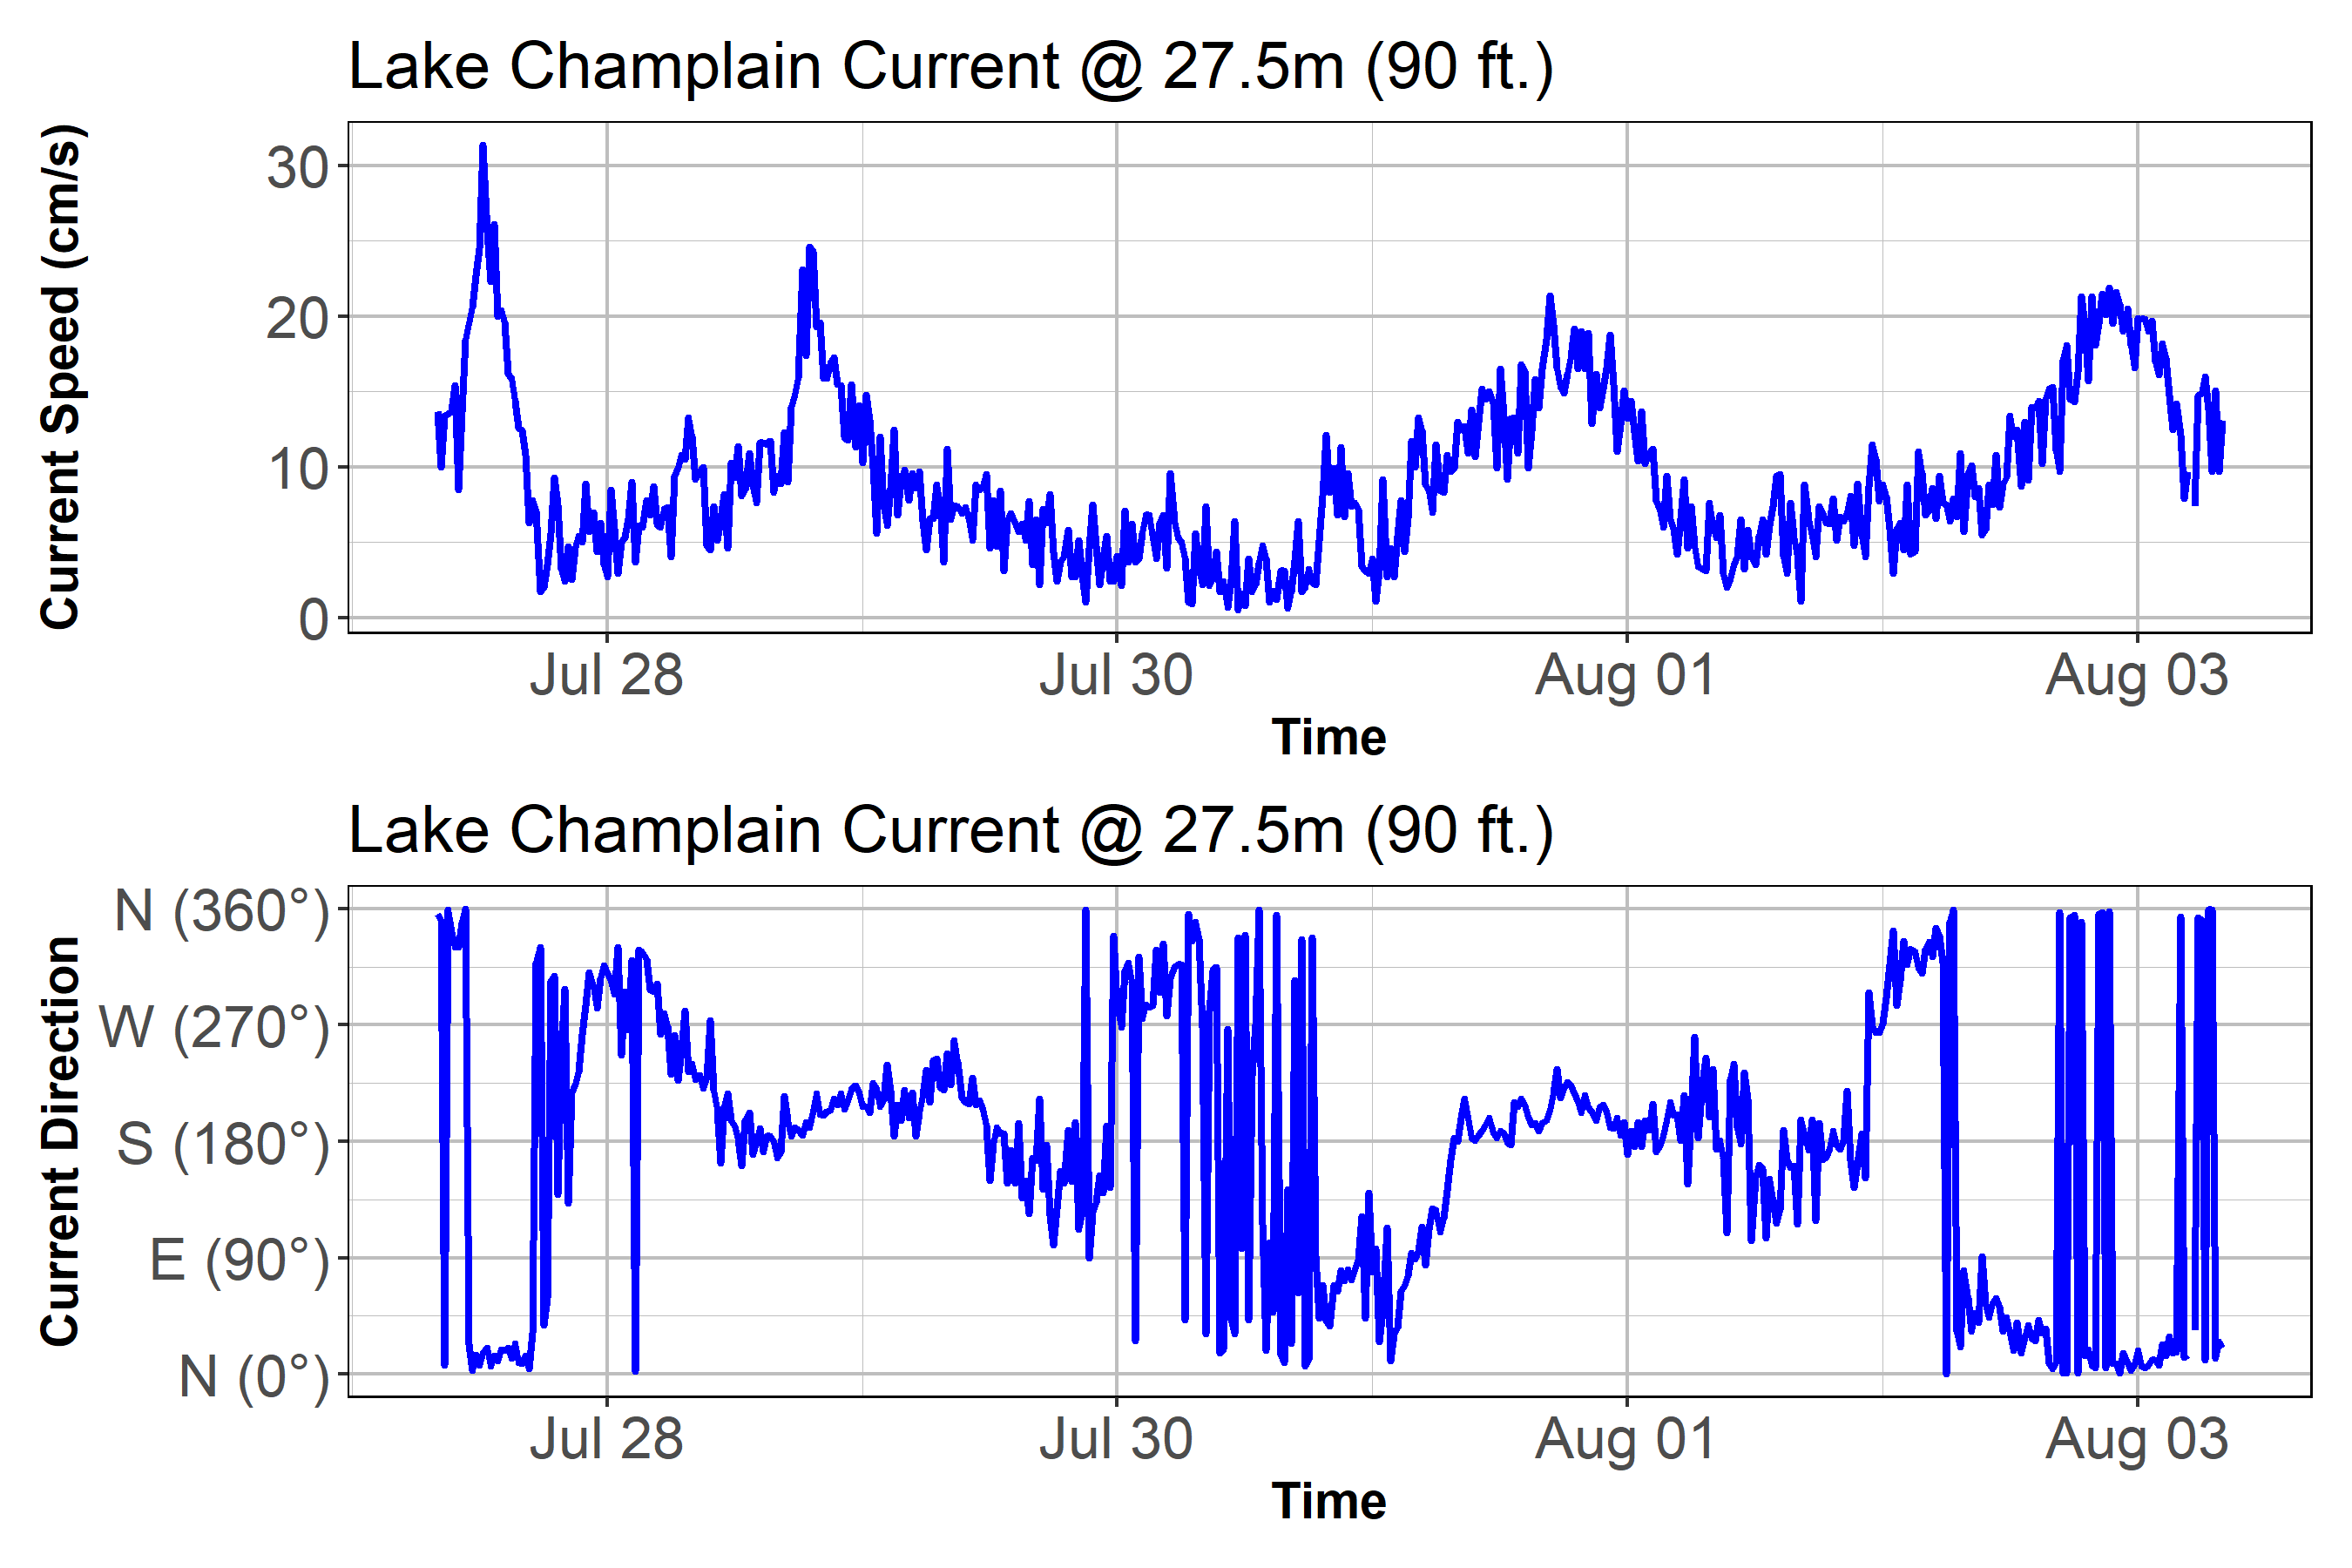 Lake Champlain Current @ 27.5m (90 ft.)
Current Speed (cm/s)
30
20
10
0
Jul 28 Jul 30 Aug 01 Aug 03
Time
Lake Champlain Current @ 27.5m (90 ft.)
Current Direction
N (360°)
W (270°)
S (180°)
E (90°)
N (0°)
Jul 28 Jul 30 Aug 01 Aug 03
Time